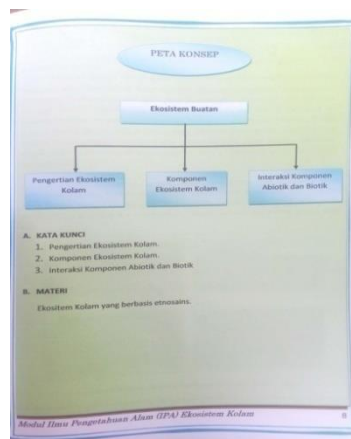 PETA KONSEP
Ekosistem Buatan
Pengertian Ekosistem
Kolam
Komponen
Ekosistem Kolam
Interaksi Komponen
Abiotik dan Biotik
A. KATA KUNCI
1. Pengertian Ekosistem Kolam.
2. Komponen Ekosistem Kolam.
3. Interaksi Komponen Abiotik dan Biotik
B. MATERI
Ekositem Kolam yang berbasis etnosains.
Modul Ilmu Pengetahuan Alam (IPA) Ekosistem Kolam